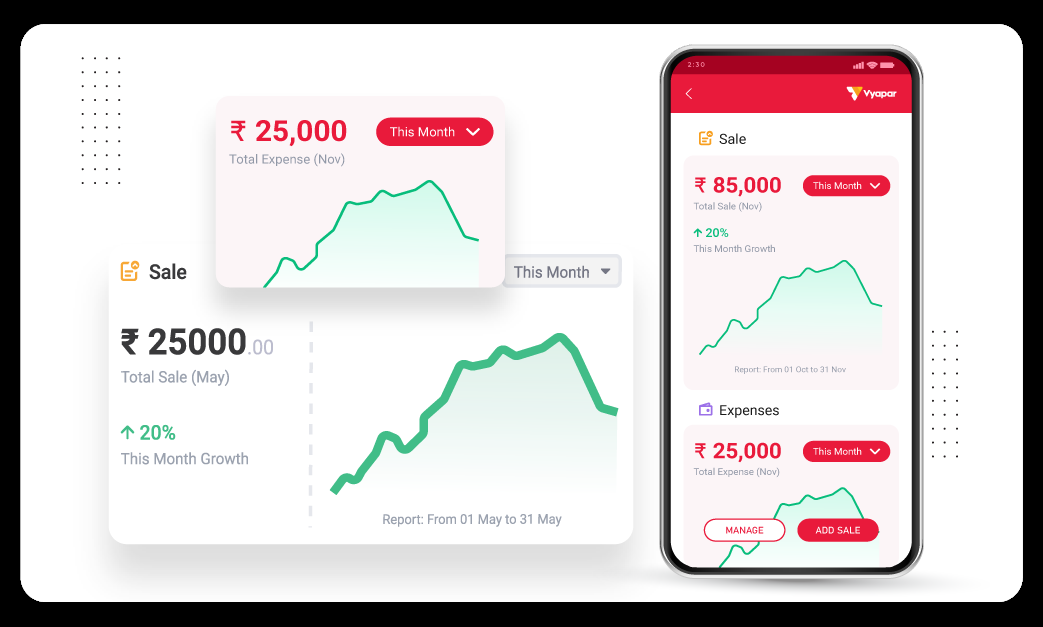 ₹ 25,000
This Month
Total Expense (Nov)
Sale
This Month
₹ 25000.00
Total Sale (May)
↑ 20%
This Month Growth
Report: From 01 May to 31 May
2:30
Vyapar
Sale
₹ 85,000
This Month
Total Sale (Nov)
↑ 20%
This Month Growth
Report: From 01 Oct to 31 Nov
Expenses
₹ 25,000
This Month
Total Expense (Nov)
MANAGE
ADD SALE